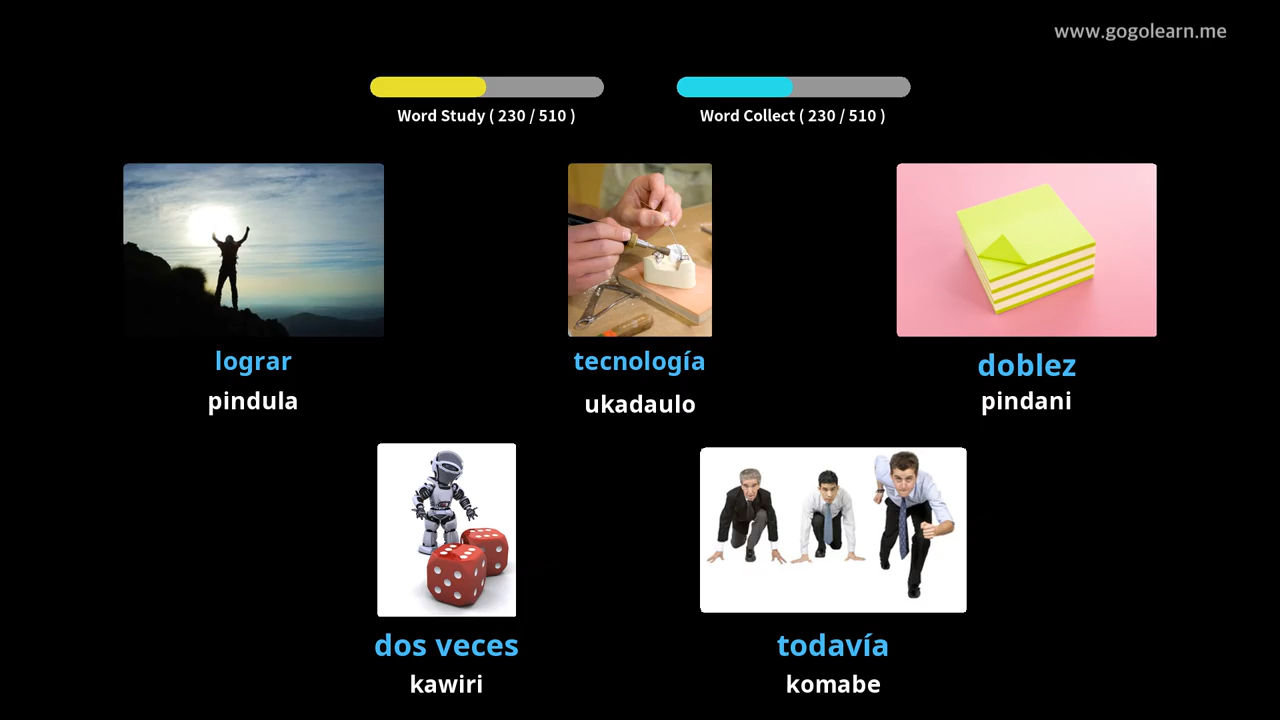 www.gogolearn.me
Word Study ( 230 / 510 )
Word Collect ( 230 / 510 )
lograr
pindula
tecnología
ukadaulo
doblez
pindani
dos veces
kawiri
todavía
komabe